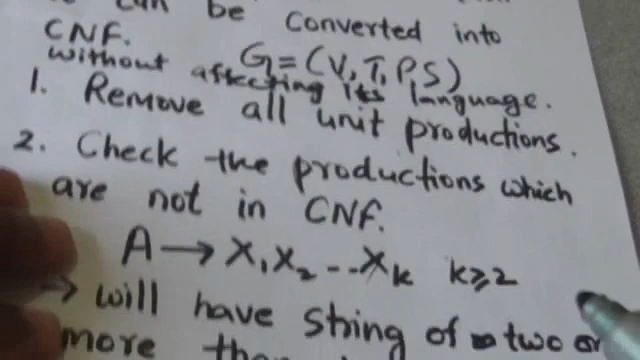 can be converted into
CNF. G=(V,T,P,S)
without affecting its language.
1. Remove all unit productions.
2. Check the productions which
are not in CNF.
A → X₁X₂ --- Xₖ k≥2
→ will have string of two or
more